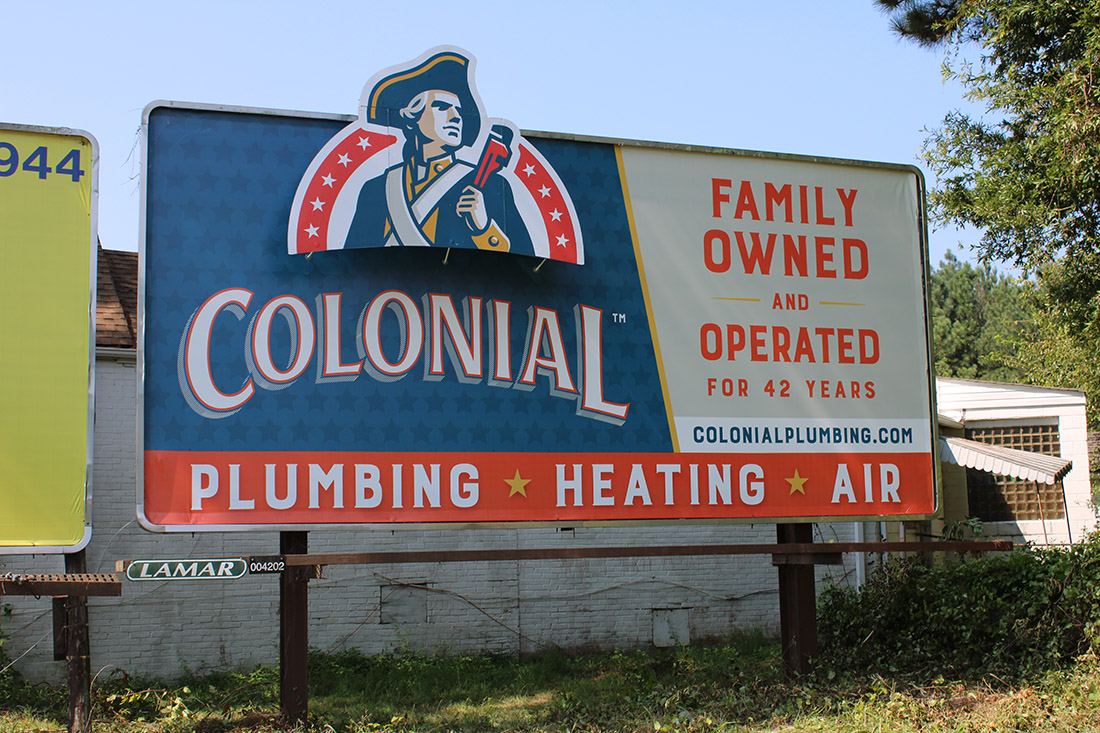 944
COLONIAL™
FAMILY
OWNED
AND
OPERATED
FOR 42 YEARS
COLONIALPLUMBING.COM
PLUMBING ★ HEATING ★ AIR
LAMAR 004202